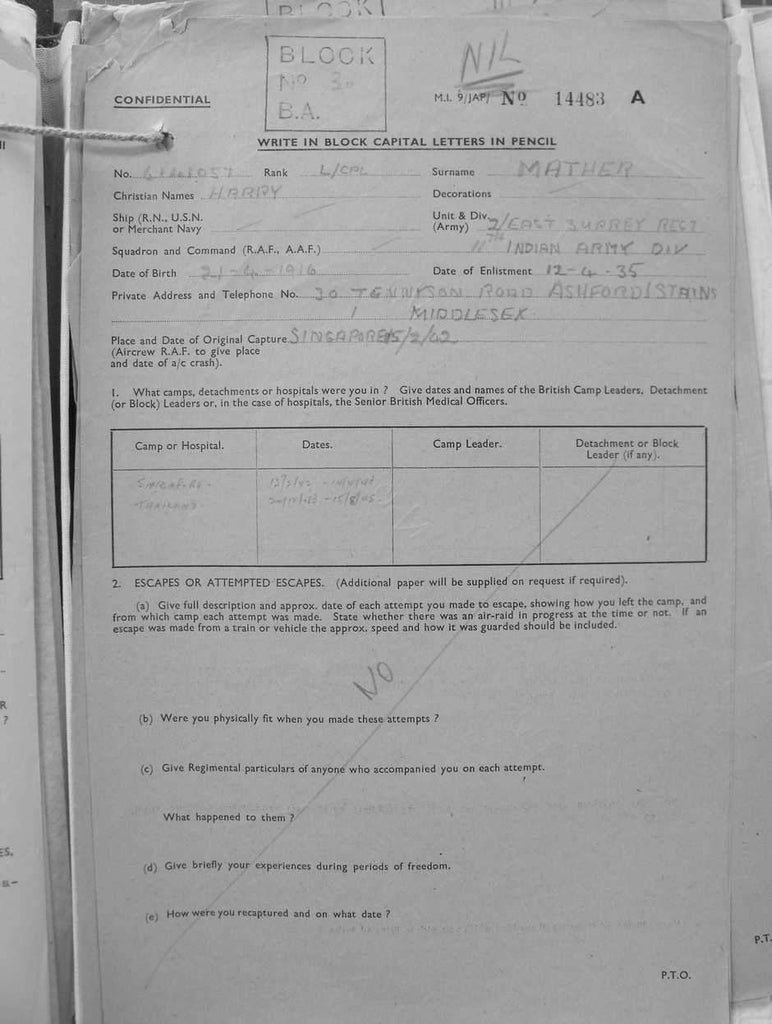 BLOCK
BLOCK
No 3.
B.A.
NIL
CONFIDENTIAL
M.I. 9/JAP/ No 14483 A
WRITE IN BLOCK CAPITAL LETTERS IN PENCIL
No. Rank L/CPL Surname MATHER
Christian Names HARRY Decorations
Ship (R.N., U.S.N. or Merchant Navy
Unit & Div. (Army) 2/EAST SURREY REGT
Squadron and Command (R.A.F., A.A.F.) 11TH INDIAN ARMY DIV
Date of Birth 21-4-1916 Date of Enlistment 12-4-35
Private Address and Telephone No. 30 TENNYSON ROAD ASHFORD/STAINS
MIDDLESEX
Place and Date of Original Capture SINGAPORE 15/2/42
(Aircrew R.A.F. to give place
and date of a/c crash).
1. What camps, detachments or hospitals were you in ? Give dates and names of the British Camp Leaders, Detachment
(or Block) Leaders or, in the case of hospitals, the Senior British Medical Officers.
Camp or Hospital. Dates. Camp Leader. Detachment or Block Leader (if any).
SINGAPORE -
-THAILAND - -15/8/45.
2. ESCAPES OR ATTEMPTED ESCAPES. (Additional paper will be supplied on request if required).
(a) Give full description and approx. date of each attempt you made to escape, showing how you left the camp, and
from which camp each attempt was made. State whether there was an air-raid in progress at the time or not. If an
escape was made from a train or vehicle the approx. speed and how it was guarded should be included.
NO
(b) Were you physically fit when you made these attempts ?
(c) Give Regimental particulars of anyone who accompanied you on each attempt.
What happened to them ?
(d) Give briefly your experiences during periods of freedom.
(e) How were you recaptured and on what date ?
P.T.O.
P.T.